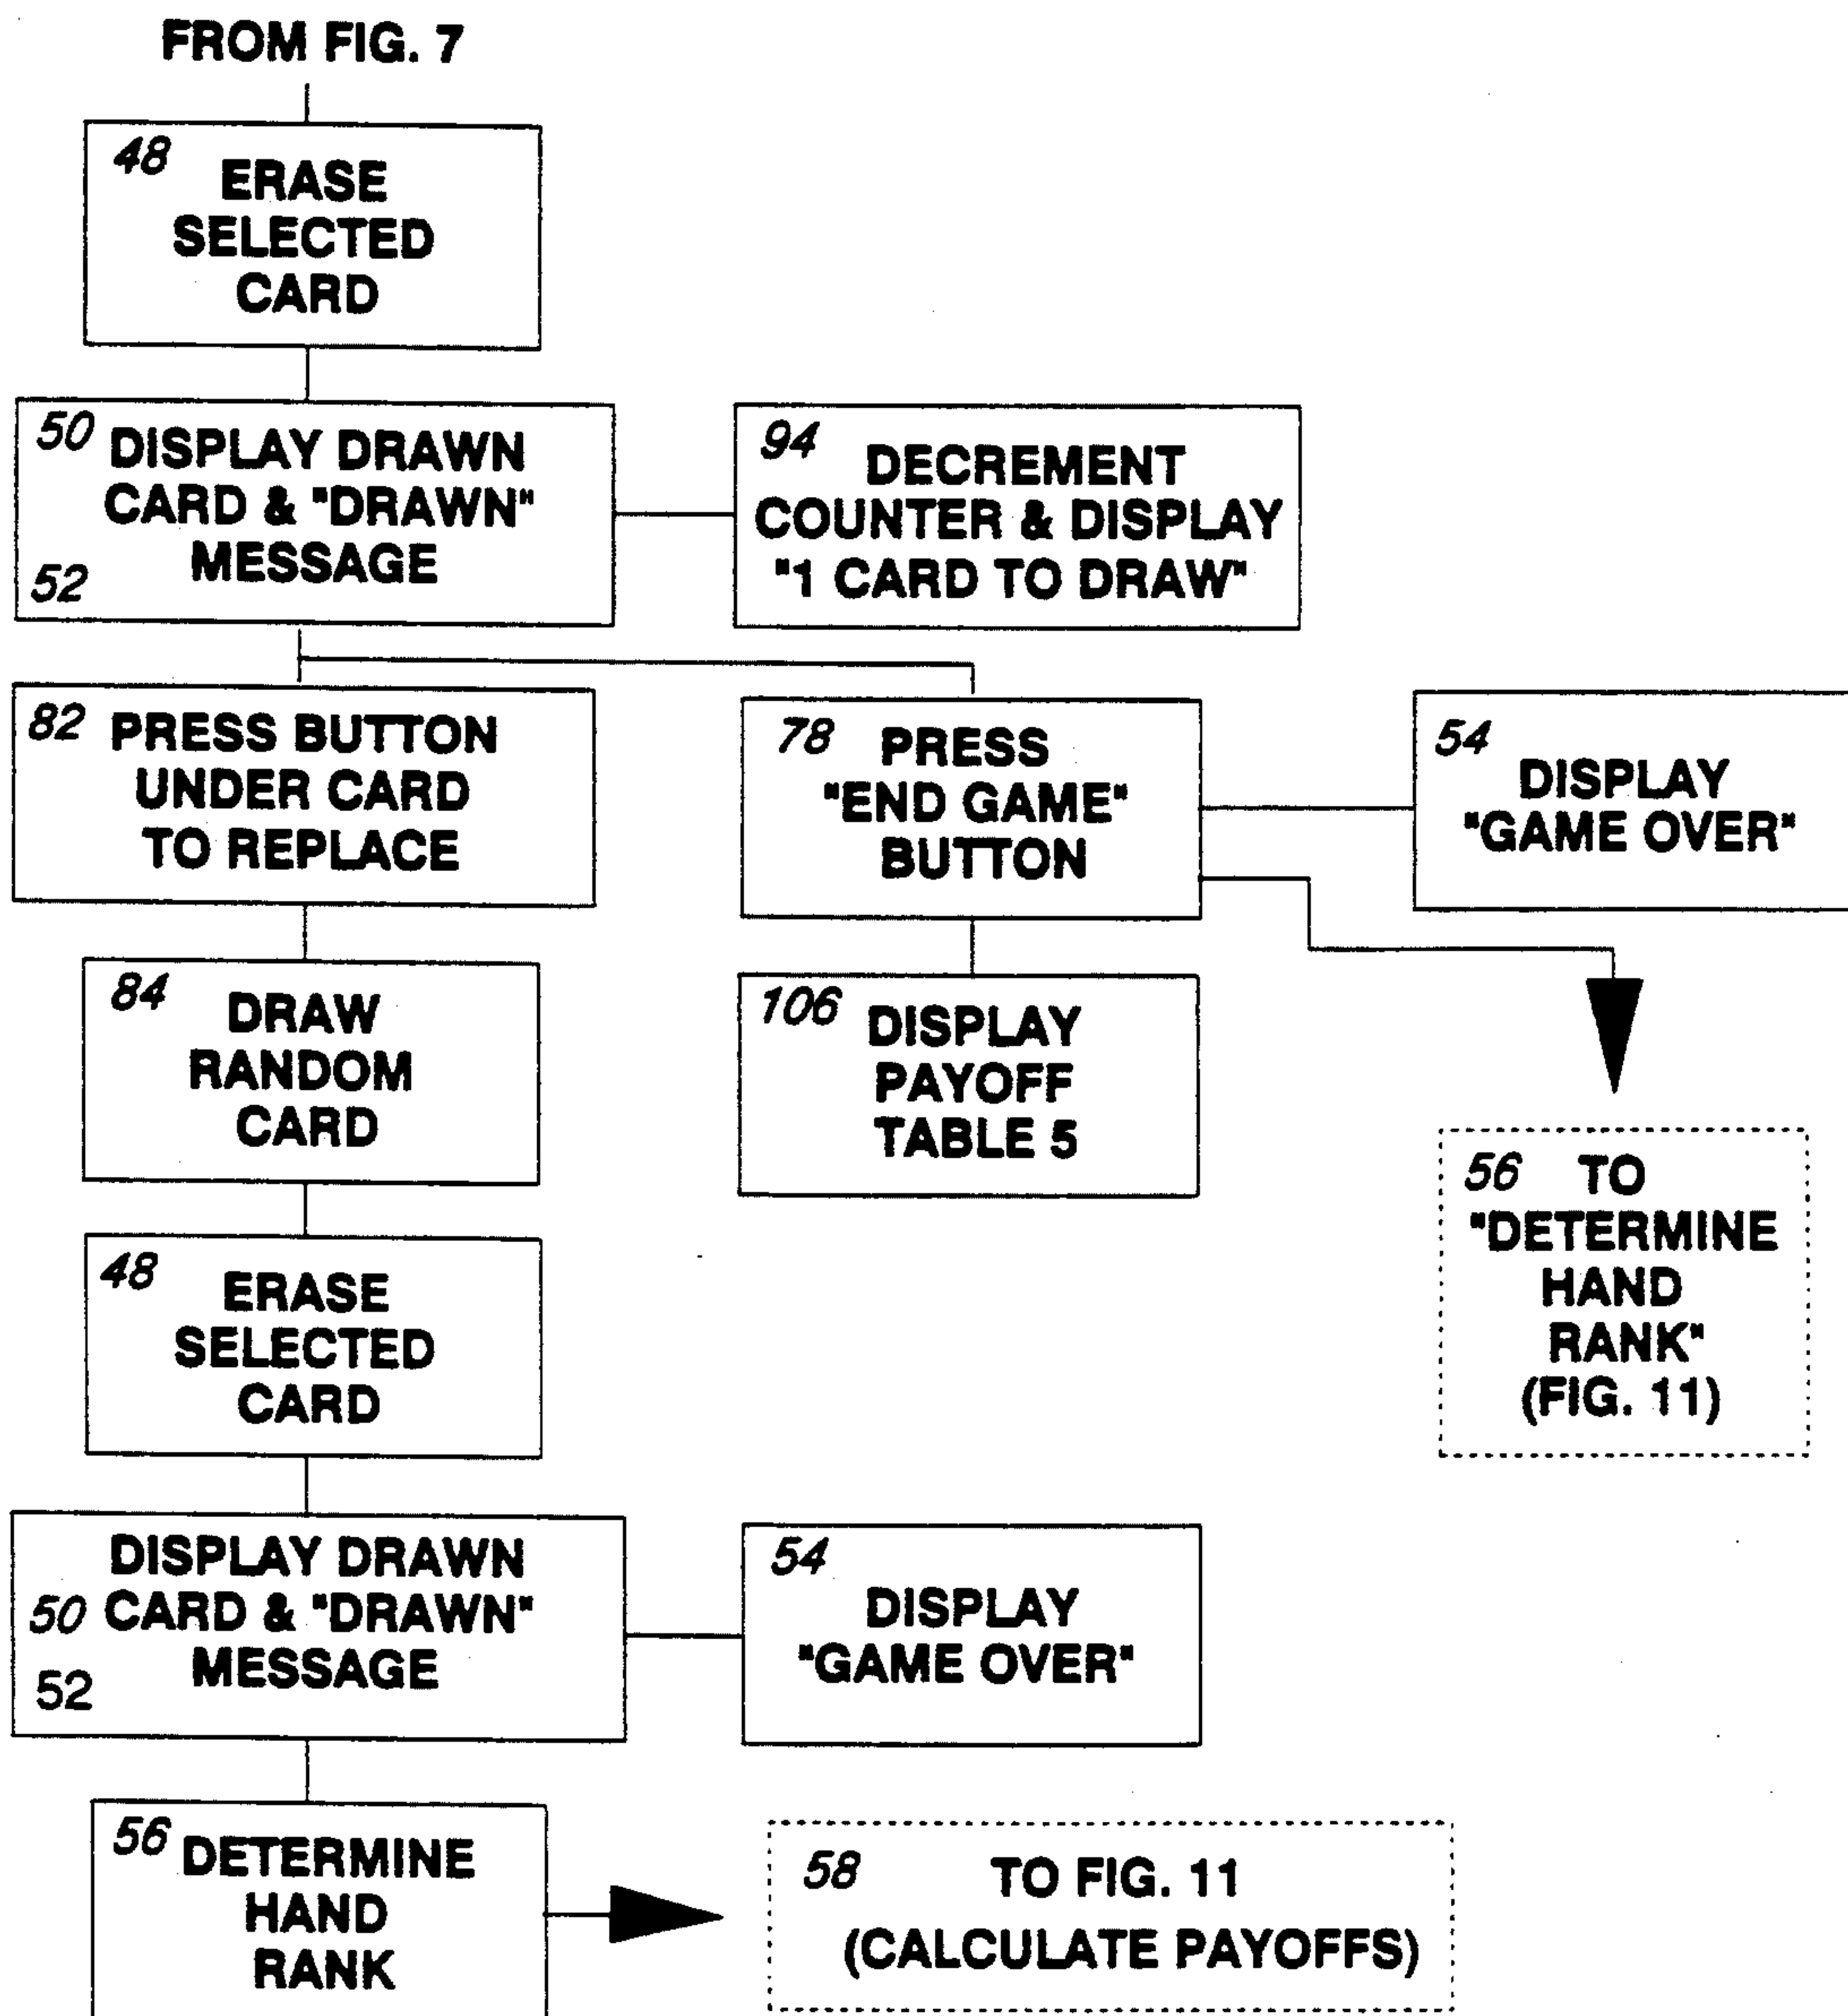 FROM FIG. 7
48
ERASE
SELECTED
CARD
50 DISPLAY DRAWN
CARD & "DRAWN"
MESSAGE
52
94
DECREMENT
COUNTER & DISPLAY
"1 CARD TO DRAW"
82 PRESS BUTTON
UNDER CARD
TO REPLACE
78 PRESS
"END GAME"
BUTTON
54
DISPLAY
"GAME OVER"
84
DRAW
RANDOM
CARD
106 DISPLAY
PAYOFF
TABLE 5
56 TO
"DETERMINE
HAND
RANK"
(FIG. 11)
48
ERASE
SELECTED
CARD
DISPLAY DRAWN
50 CARD & "DRAWN"
MESSAGE
52
54
DISPLAY
"GAME OVER"
56 DETERMINE
HAND
RANK
58 TO FIG. 11
(CALCULATE PAYOFFS)